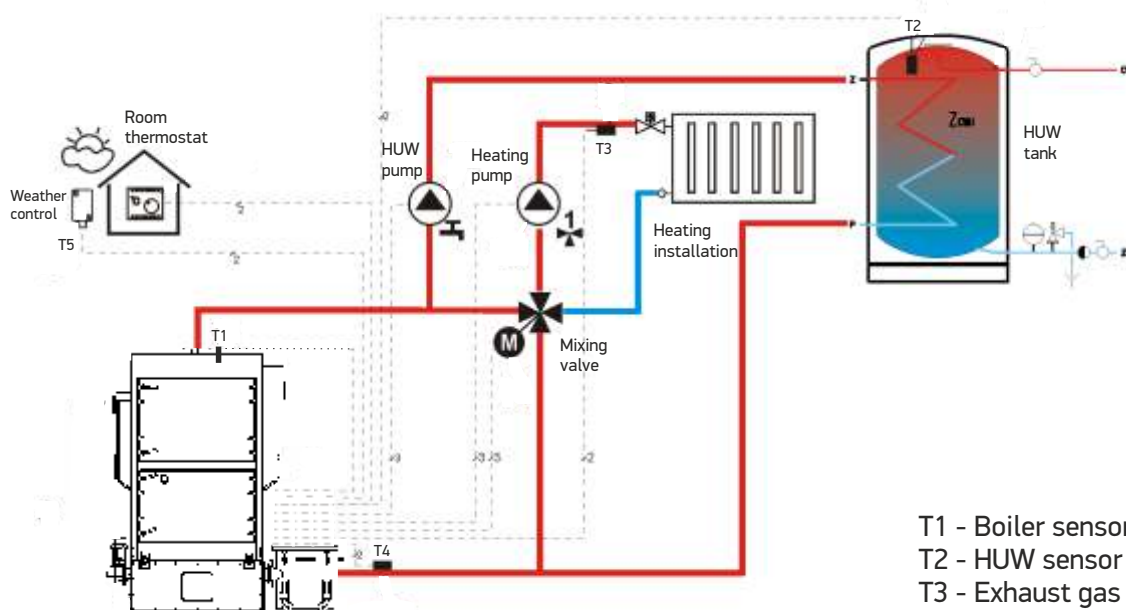 T2
Room
thermostat
HUW
pump
Heating
pump
T3
HUW
tank
Weather
control
T5
1
Heating
installation
T1
M
Mixing
valve
T4
T1 - Boiler sensor
T2 - HUW sensor
T3 - Exhaust gas